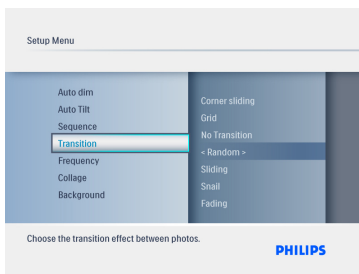 Setup Menu
Auto dim
Auto Tilt
Sequence
Transition
Frequency
Collage
Background
Corner sliding
Grid
No Transition
< Random >
Sliding
Snail
Fading
Choose the transition effect between photos.
PHILIPS